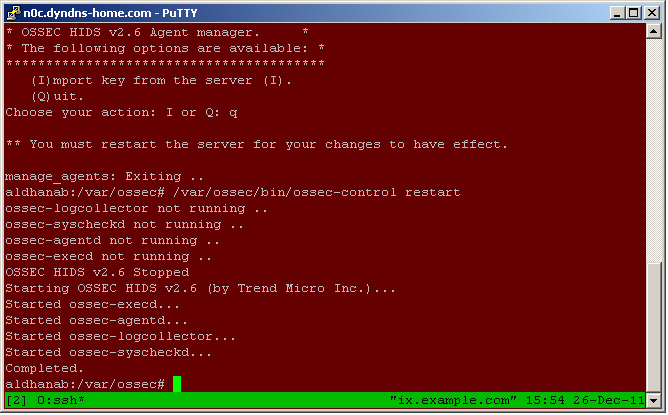 n0c.dyndns-home.com - PuTTY
* OSSEC HIDS v2.6 Agent manager.     *
* The following options are available: *
****************************************
   (I)mport key from the server (I).
   (Q)uit.
Choose your action: I or Q: q
** You must restart the server for your changes to have effect.
manage_agents: Exiting ..
aldhanab:/var/ossec# /var/ossec/bin/ossec-control restart
ossec-logcollector not running ..
ossec-syscheckd not running ..
ossec-agentd not running ..
ossec-execd not running ..
OSSEC HIDS v2.6 Stopped
Starting OSSEC HIDS v2.6 (by Trend Micro Inc.)...
Started ossec-execd...
Started ossec-agentd...
Started ossec-logcollector...
Started ossec-syscheckd...
Completed.
aldhanab:/var/ossec#
[2] 0:ssh* "ix.example.com" 15:54 26-Dec-11